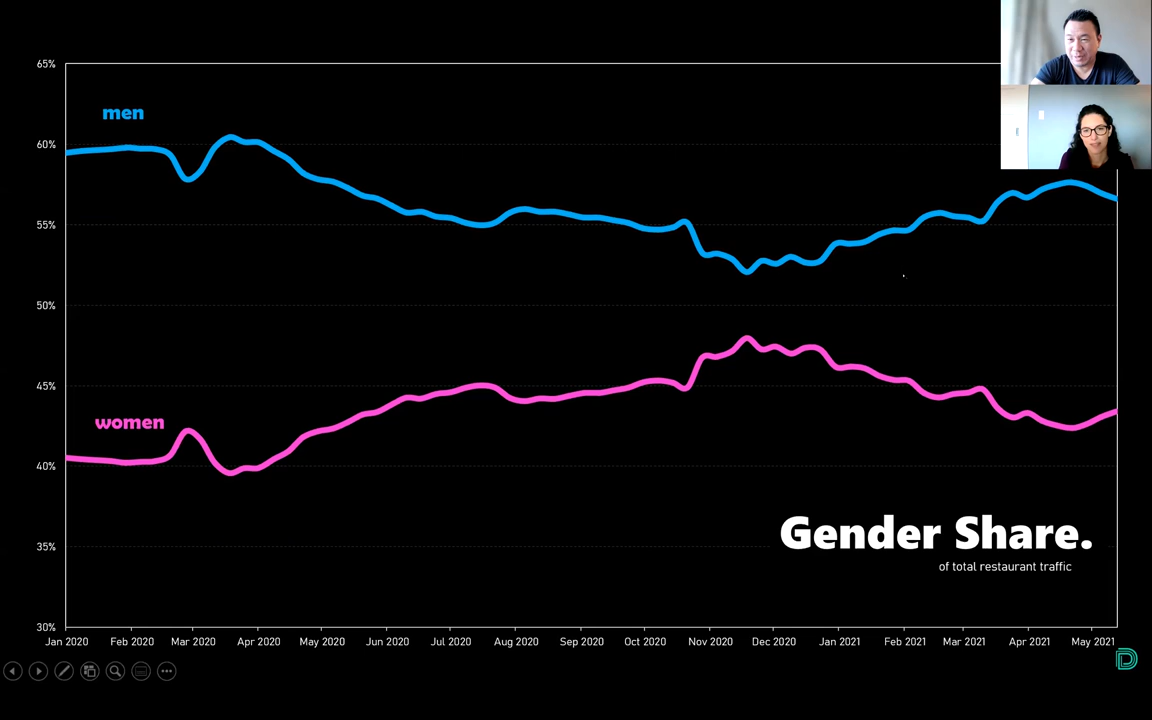 65%
men
60%
55%
50%
45%
women
40%
35%
Gender Share.
of total restaurant traffic
30%
Jan 2020 Feb 2020 Mar 2020 Apr 2020 May 2020 Jun 2020 Jul 2020 Aug 2020 Sep 2020 Oct 2020 Nov 2020 Dec 2020 Jan 2021 Feb 2021 Mar 2021 Apr 2021 May 2021